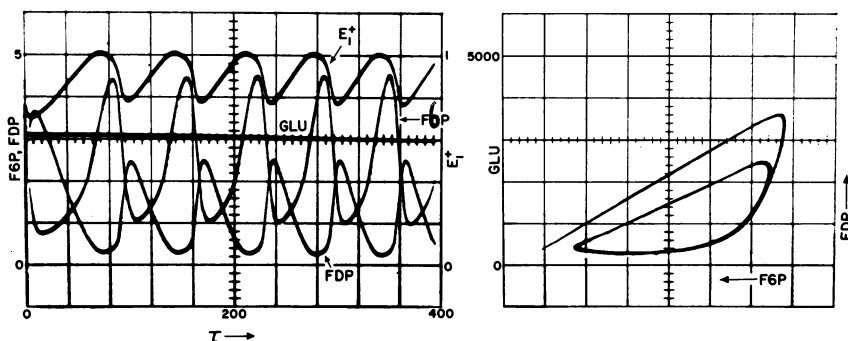 5
F6P, FDP
0
E₁⁺
GLU
FDP
FDP
1
E₁⁺
0
0
200
400
τ →
5000
GLU
0
FDP →
← F6P